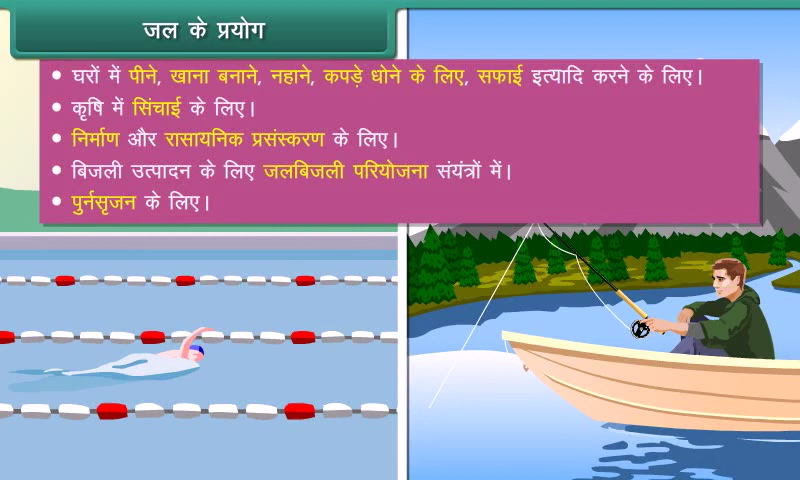 जल के प्रयोग
• घरों में पीने, खाना बनाने, नहाने, कपड़े धोने के लिए, सफाई इत्यादि करने के लिए।
• कृषि में सिंचाई के लिए।
• निर्माण और रासायनिक प्रसंस्करण के लिए।
• बिजली उत्पादन के लिए जलबिजली परियोजना संयंत्रों में।
• पुर्नसृजन के लिए।